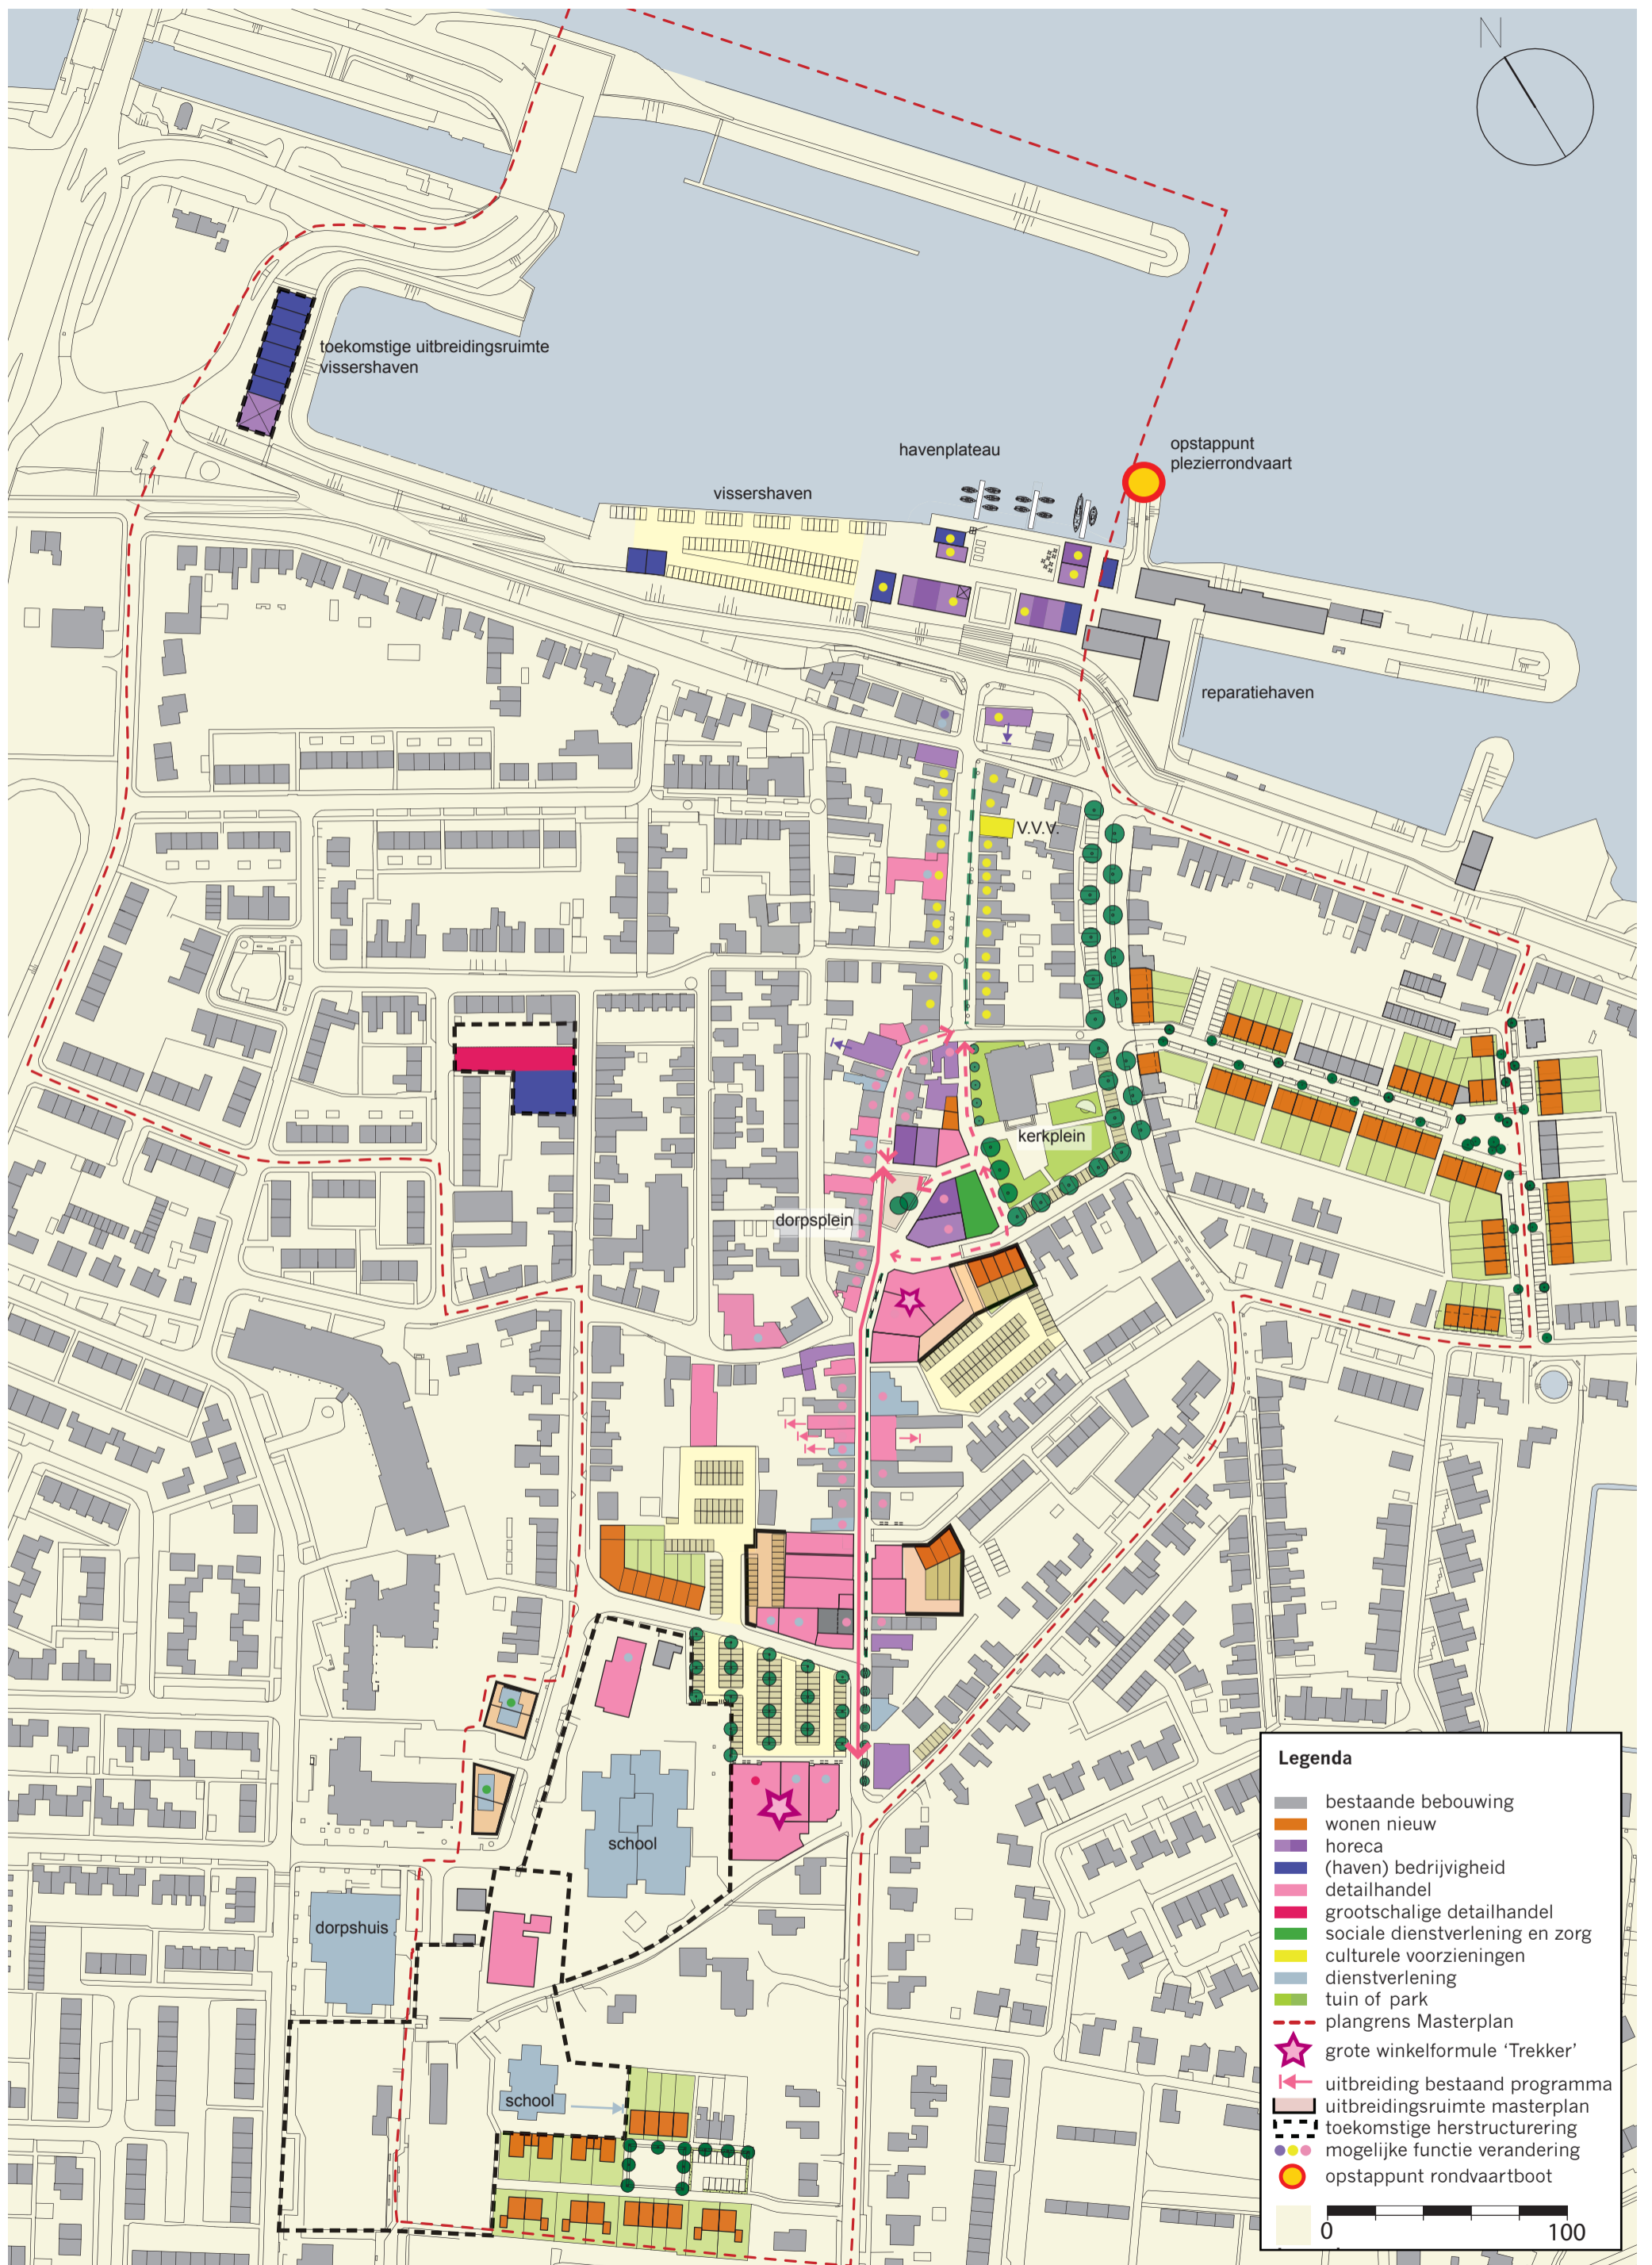 N
toekomstige uitbreidingsruimte
vissershaven
havenplateau
opstappunt
plezierrondvaart
vissershaven
reparatiehaven
V.V.V.
kerkplein
dorpsplein
school
dorpshuis
school
Legenda
bestaande bebouwing
wonen nieuw
horeca
(haven) bedrijvigheid
detailhandel
grootschalige detailhandel
sociale dienstverlening en zorg
culturele voorzieningen
dienstverlening
tuin of park
plangrens Masterplan
grote winkelformule ‘Trekker’
uitbreiding bestaand programma
uitbreidingsruimte masterplan
toekomstige herstructurering
mogelijke functie verandering
opstappunt rondvaartboot
0 100